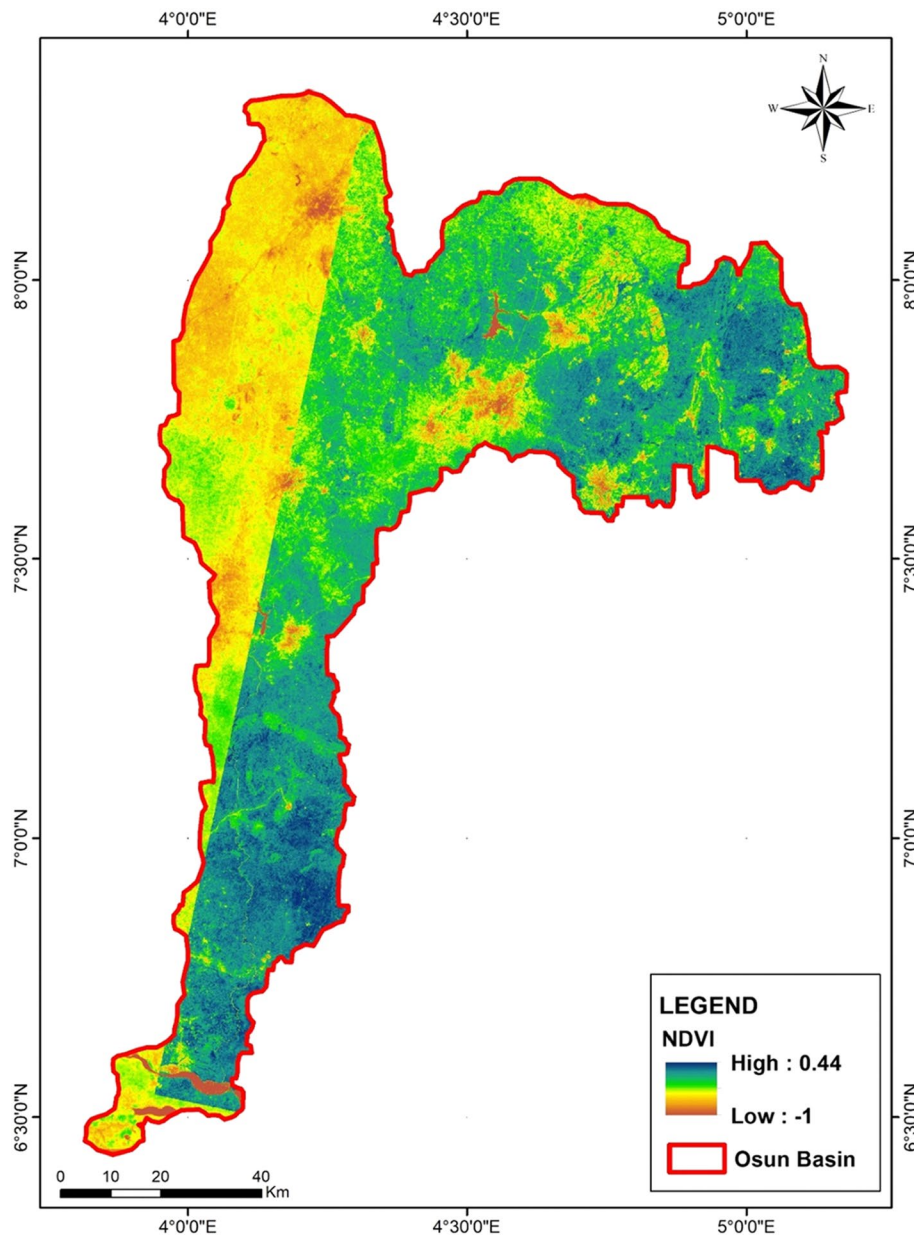 4°0'0"E 4°30'0"E 5°0'0"E
N
W E
S
8°0'0"N 8°0'0"N
7°30'0"N 7°30'0"N
7°0'0"N 7°0'0"N
6°30'0"N 6°30'0"N
LEGEND
NDVI
High : 0.44
Low : -1
Osun Basin
0 10 20 40
Km
4°0'0"E 4°30'0"E 5°0'0"E